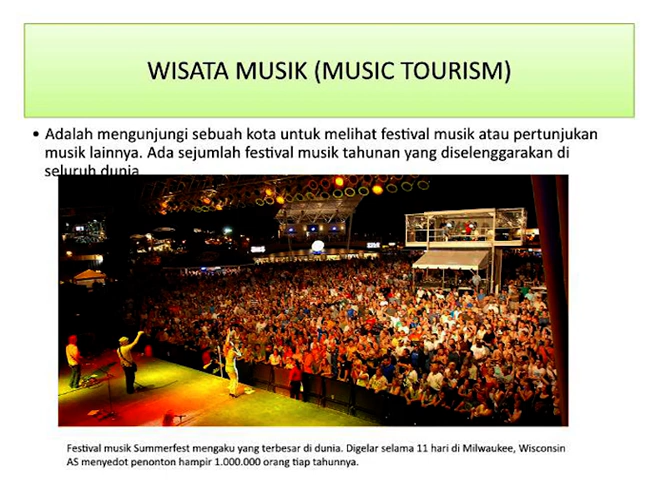 WISATA MUSIK (MUSIC TOURISM)
• Adalah mengunjungi sebuah kota untuk melihat festival musik atau pertunjukan
musik lainnya. Ada sejumlah festival musik tahunan yang diselenggarakan di
seluruh dunia
Festival musik Summerfest mengaku yang terbesar di dunia. Digelar selama 11 hari di Milwaukee, Wisconsin
AS menyedot penonton hampir 1.000.000 orang tiap tahunnya.